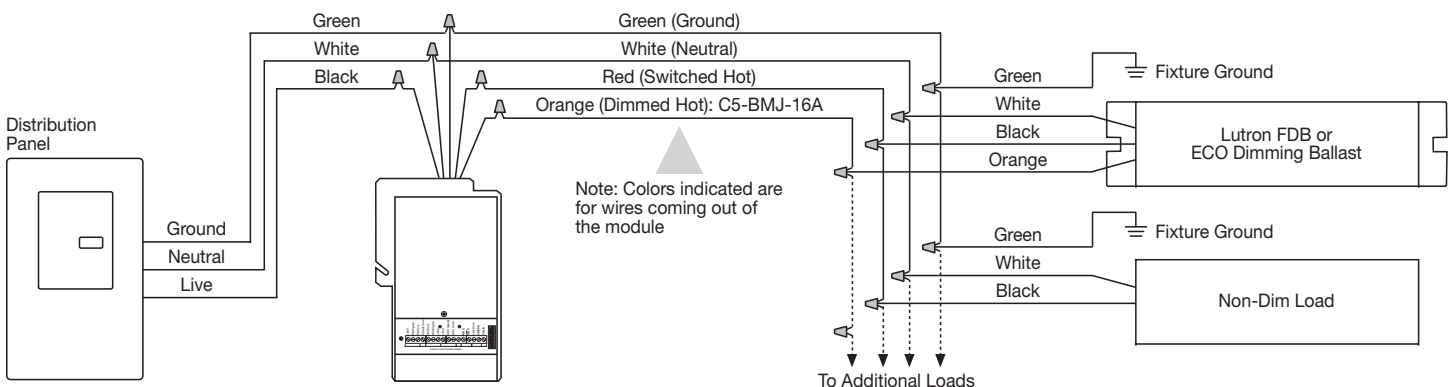 Green
Green (Ground)
White
White (Neutral)
Black
Red (Switched Hot)
Orange (Dimmed Hot): C5-BMJ-16A
Distribution
Panel
Ground
Neutral
Live
Note: Colors indicated are
for wires coming out of
the module
Green
Fixture Ground
White
Black
Orange
Lutron FDB or
ECO Dimming Ballast
Green
Fixture Ground
White
Black
Non-Dim Load
To Additional Loads